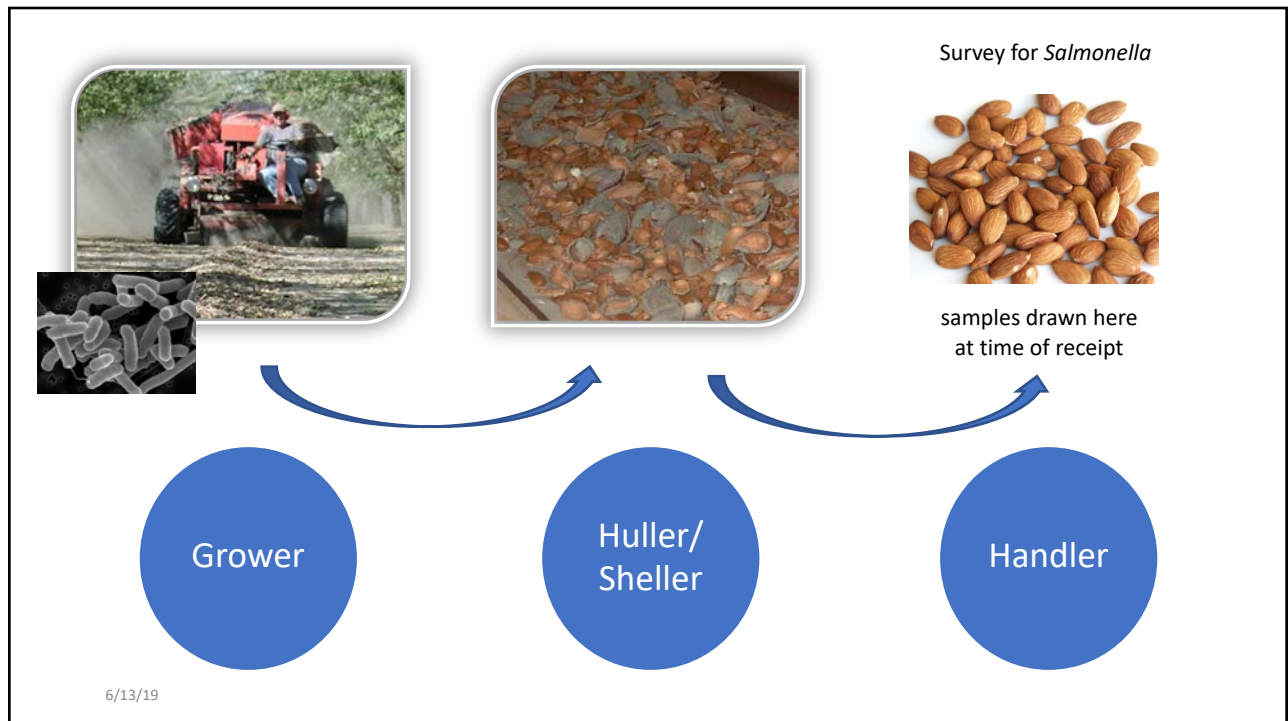 Survey for Salmonella
samples drawn here
at time of receipt
Grower
Huller/
Sheller
Handler
6/13/19